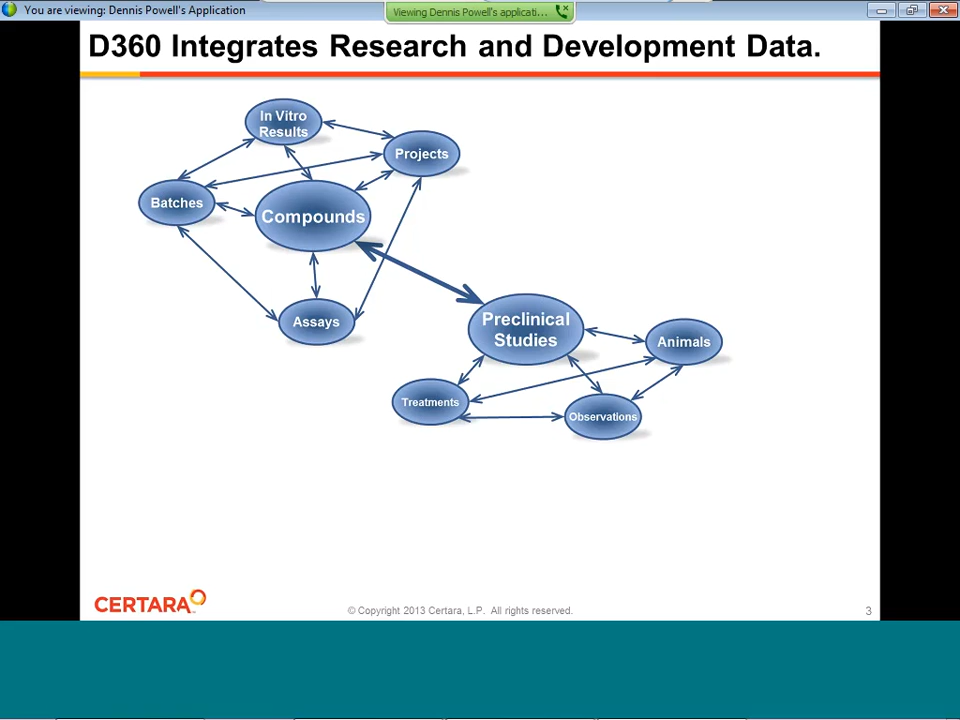 You are viewing: Dennis Powell's Application
Viewing Dennis Powell's applicati...
D360 Integrates Research and Development Data.
In Vitro
Results
Projects
Batches
Compounds
Assays
Preclinical
Studies
Animals
Treatments
Observations
CERTARA
© Copyright 2013 Certara, L.P. All rights reserved.
3